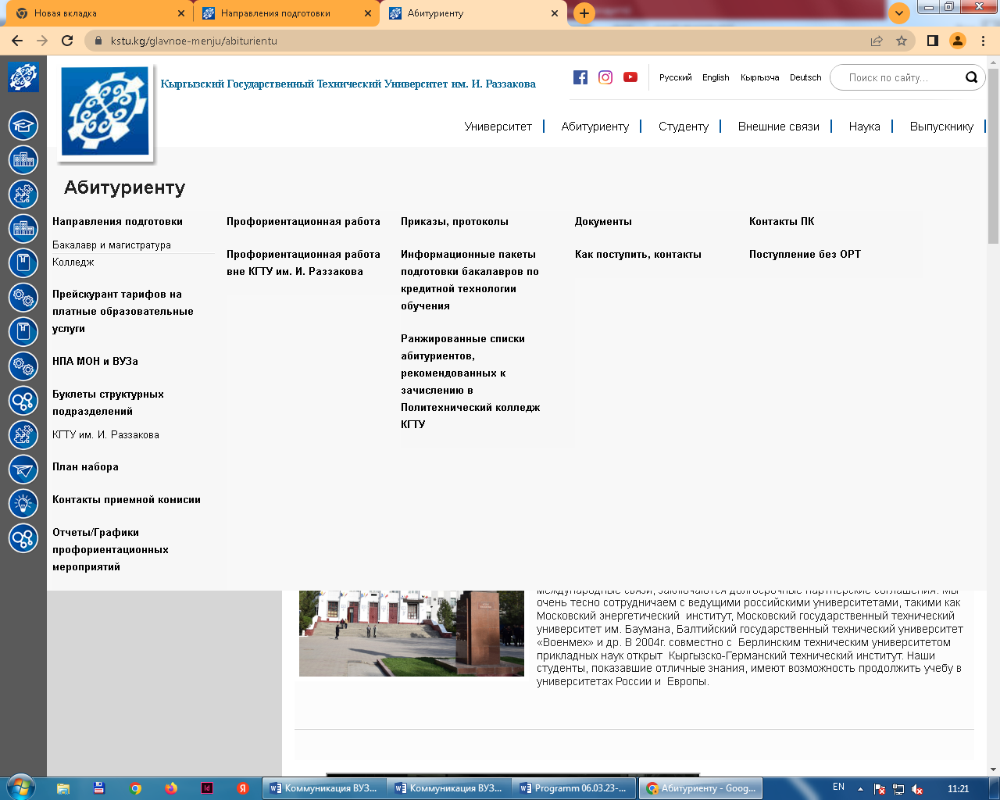 Новая вкладка
Направления подготовки
Абитуриенту
kstu.kg/glavnoe-menju/abiturientu
Кыргызский Государственный Технический Университет им. И. Раззакова
Русский English Кыргызча Deutsch
Поиск по сайту...
Университет Абитуриенту Студенту Внешние связи Наука Выпускнику
Абитуриенту
Направления подготовки
Бакалавр и магистратура
Колледж
Прейскурант тарифов на
платные образовательные
услуги
НПА МОН и ВУЗа
Буклеты структурных
подразделений
КГТУ им. И. Раззакова
План набора
Контакты приемной комисии
Отчеты/Графики
профориентационных
мероприятий
Профориентационная работа
Профориентационная работа
вне КГТУ им. И. Раззакова
Приказы, протоколы
Информационные пакеты
подготовки бакалавров по
кредитной технологии
обучения
Ранжированные списки
абитуриентов,
рекомендованных к
зачислению в
Политехнический колледж
КГТУ
Документы
Как поступить, контакты
Контакты ПК
Поступление без ОРТ
международные связи, заключаются долгосрочные партнерские соглашения. Мы
очень тесно сотрудничаем с ведущими российскими университетами, такими как
Московский энергетический институт, Московский государственный технический
университет им. Баумана, Балтийский государственный технический университет
«Военмех» и др. В 2004г. совместно с Берлинским техническим университетом
прикладных наук открыт Кыргызско-Германский технический институт. Наши
студенты, показавшие отличные знания, имеют возможность продолжить учебу в
университетах России и Европы.
Id
Я
Коммуникация ВУЗ...
Коммуникация ВУЗ...
Programm 06.03.23-...
Абитуриенту - Goog...
EN
11:21